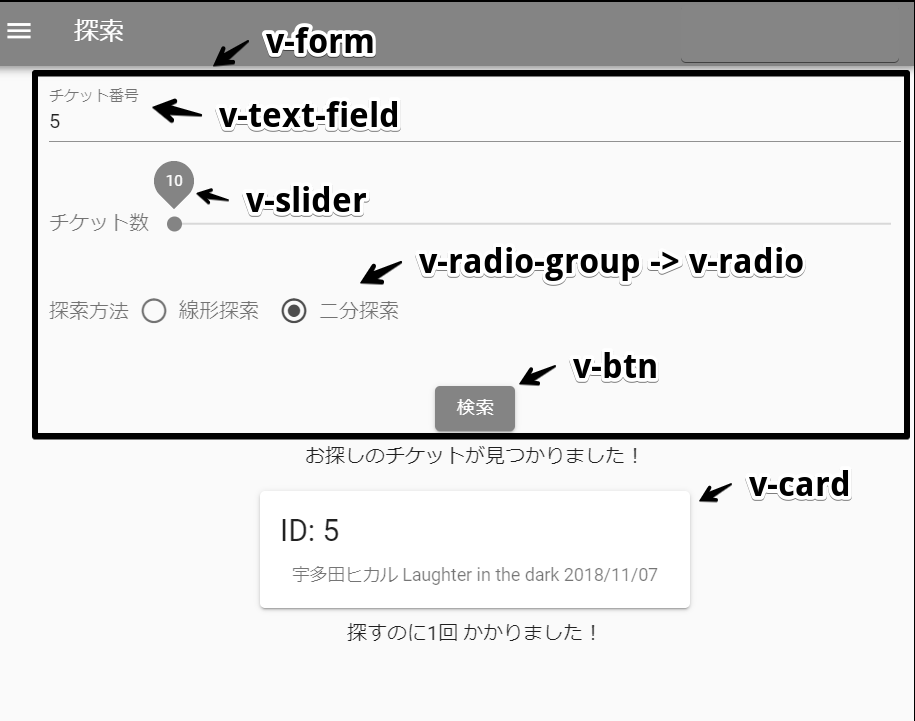 探索
v-form
チケット番号
5
v-text-field
10
v-slider
チケット数
v-radio-group -> v-radio
探索方法 線形探索 二分探索
v-btn
検索
お探しのチケットが見つかりました！
v-card
ID: 5
宇多田ヒカル Laughter in the dark 2018/11/07
探すのに1回 かかりました！